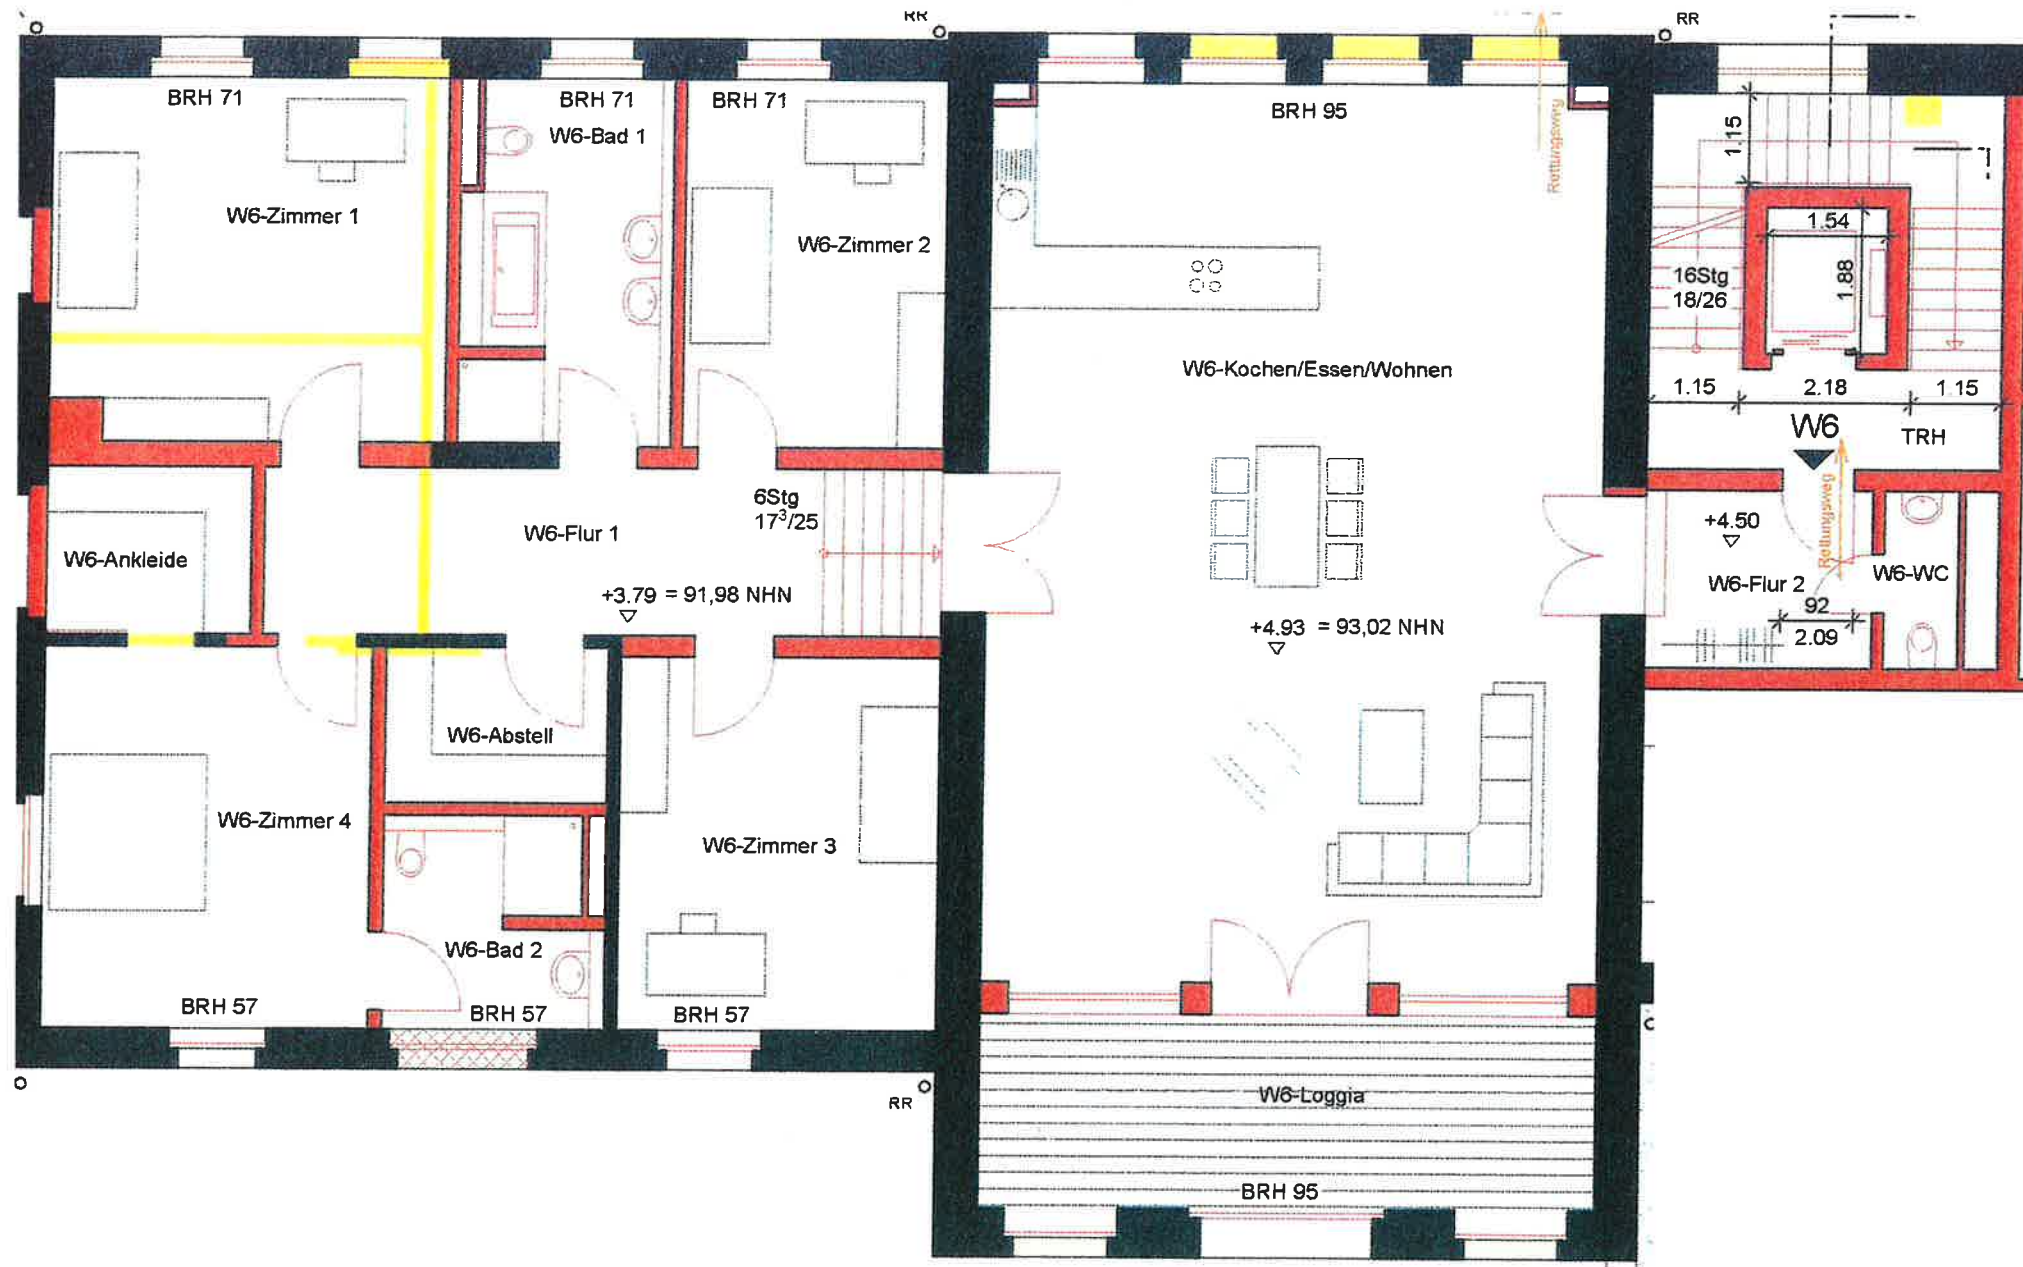 RR
RR
BRH 71
BRH 71
BRH 71
BRH 95
Rettungsweg
W6-Bad 1
1.15
W6-Zimmer 1
W6-Zimmer 2
1.54
1.88
16Stg
18/26
W6-Kochen/Essen/Wohnen
1.15
2.18
1.15
W6
TRH
6Stg
17³/25
W6-Flur 1
W6-Ankleide
+3.79 = 91,98 NHN
+4.50
Rettungsweg
W6-Flur 2
W6-WC
92
2.09
+4.93 = 93,02 NHN
W6-Abstell
W6-Zimmer 4
W6-Zimmer 3
W6-Bad 2
BRH 57
BRH 57
BRH 57
RR
W6-Loggia
BRH 95